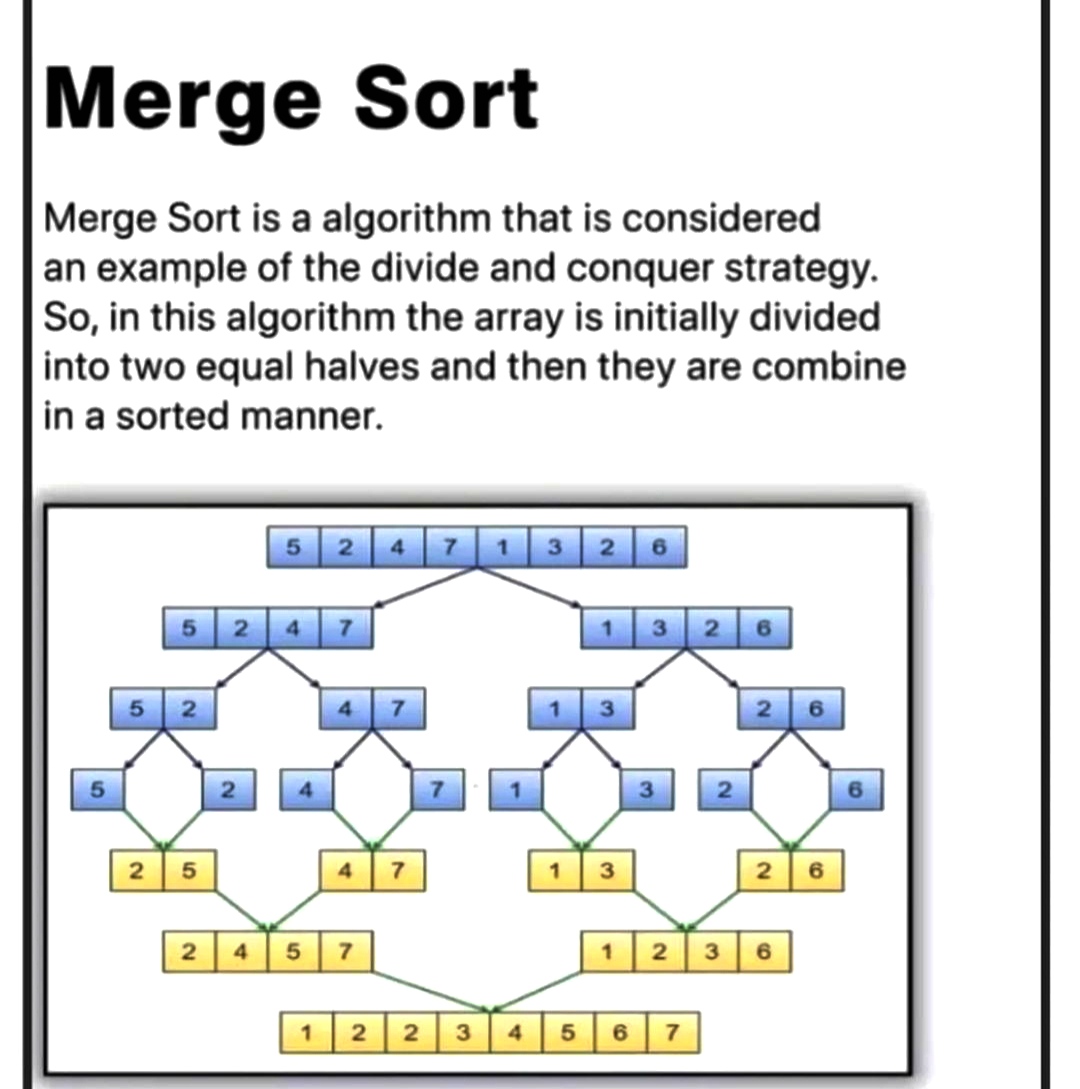 Merge Sort
Merge Sort is a algorithm that is considered
an example of the divide and conquer strategy.
So, in this algorithm the array is initially divided
into two equal halves and then they are combine
in a sorted manner.
5 2 4 7 1 3 2 6
5 2 4 7 1 3 2 6
5 2 4 7 1 3 2 6
5 2 4 7 1 3 2 6
2 5 4 7 1 3 2 6
2 4 5 7 1 2 3 6
1 2 2 3 4 5 6 7